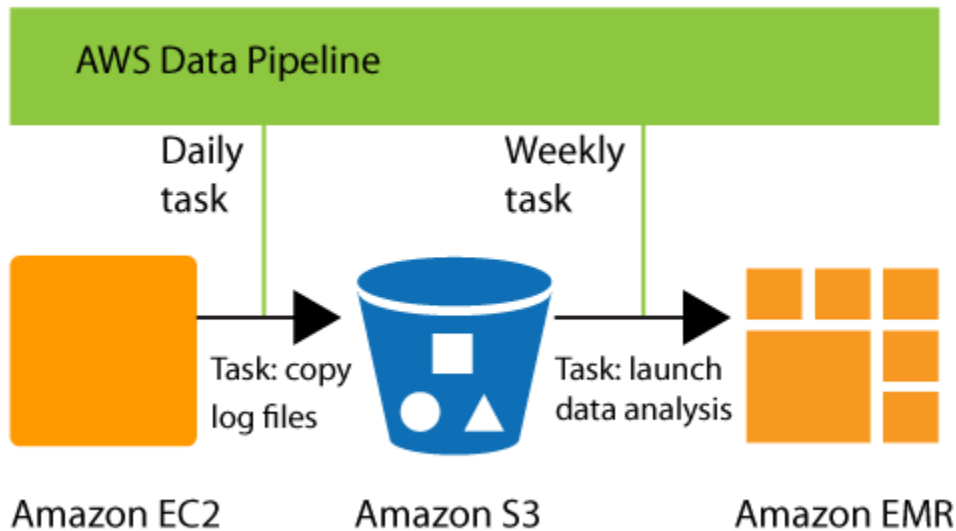 AWS Data Pipeline
Daily
task
Weekly
task
Task: copy
log files
Task: launch
data analysis
Amazon EC2
Amazon S3
Amazon EMR